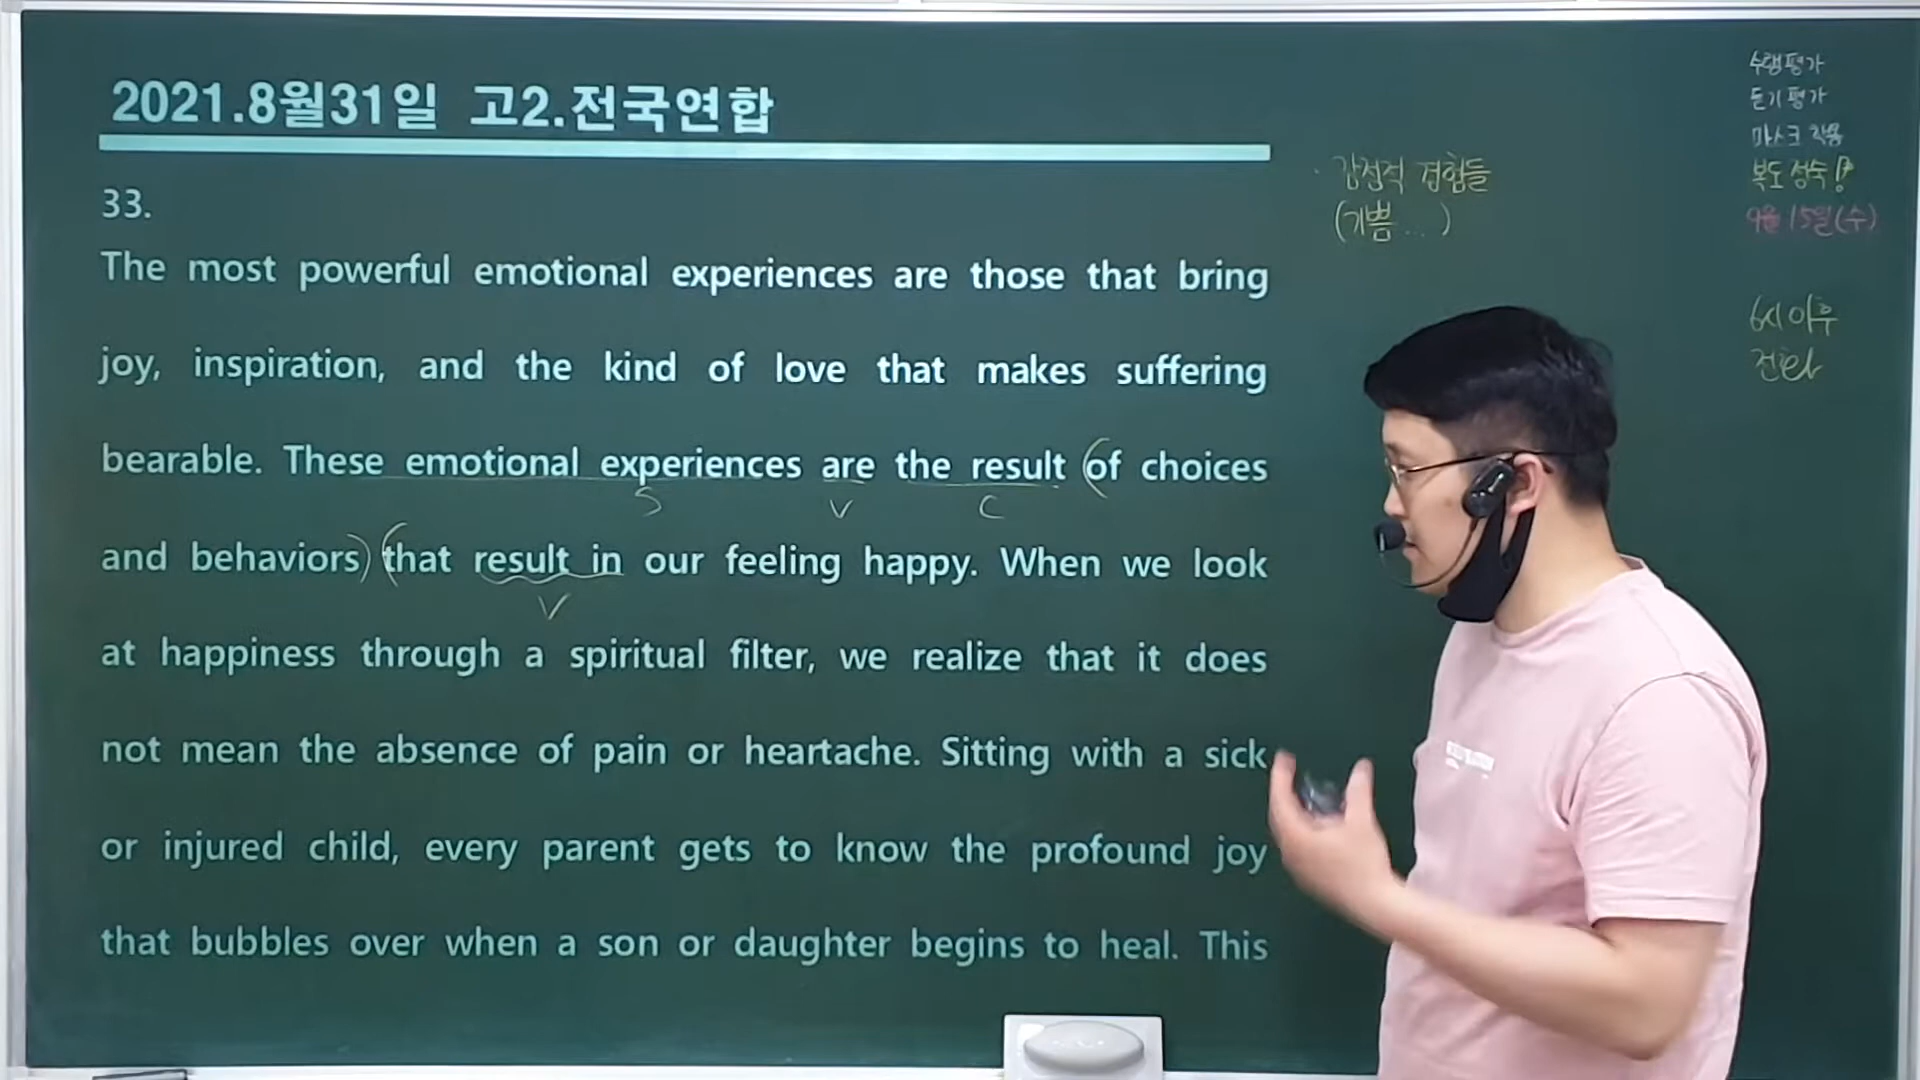 2021.8월31일 고2.전국연합
33.
The most powerful emotional experiences are those that bring
joy, inspiration, and the kind of love that makes suffering
bearable. These emotional experiences are the result (of choices
S V C
and behaviors) (that result in our feeling happy. When we look
V
at happiness through a spiritual filter, we realize that it does
not mean the absence of pain or heartache. Sitting with a sick
or injured child, every parent gets to know the profound joy
that bubbles over when a son or daughter begins to heal. This
· 감정적 경험들
(기쁨...)
수행평가
듣기평가
마스크 착용
복도 정숙!
9월 15일(수)
6시 이후